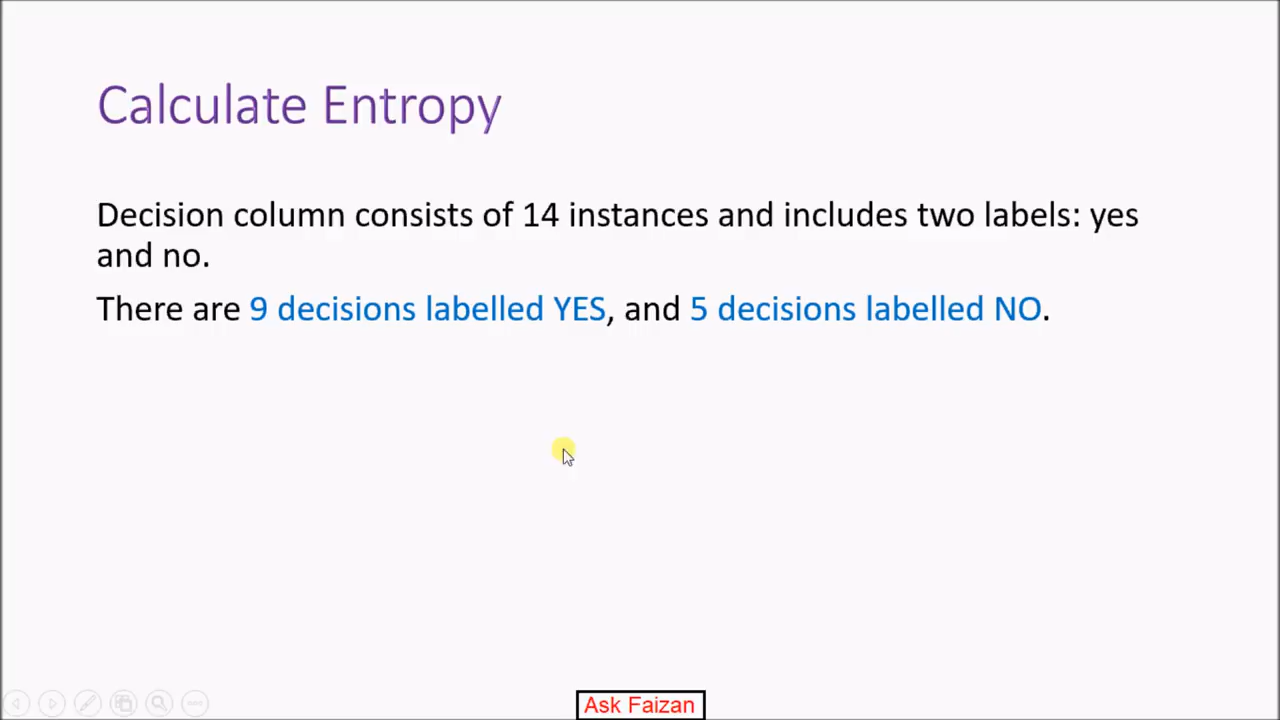 Calculate Entropy
Decision column consists of 14 instances and includes two labels: yes
and no.
There are 9 decisions labelled YES, and 5 decisions labelled NO.
Ask Faizan